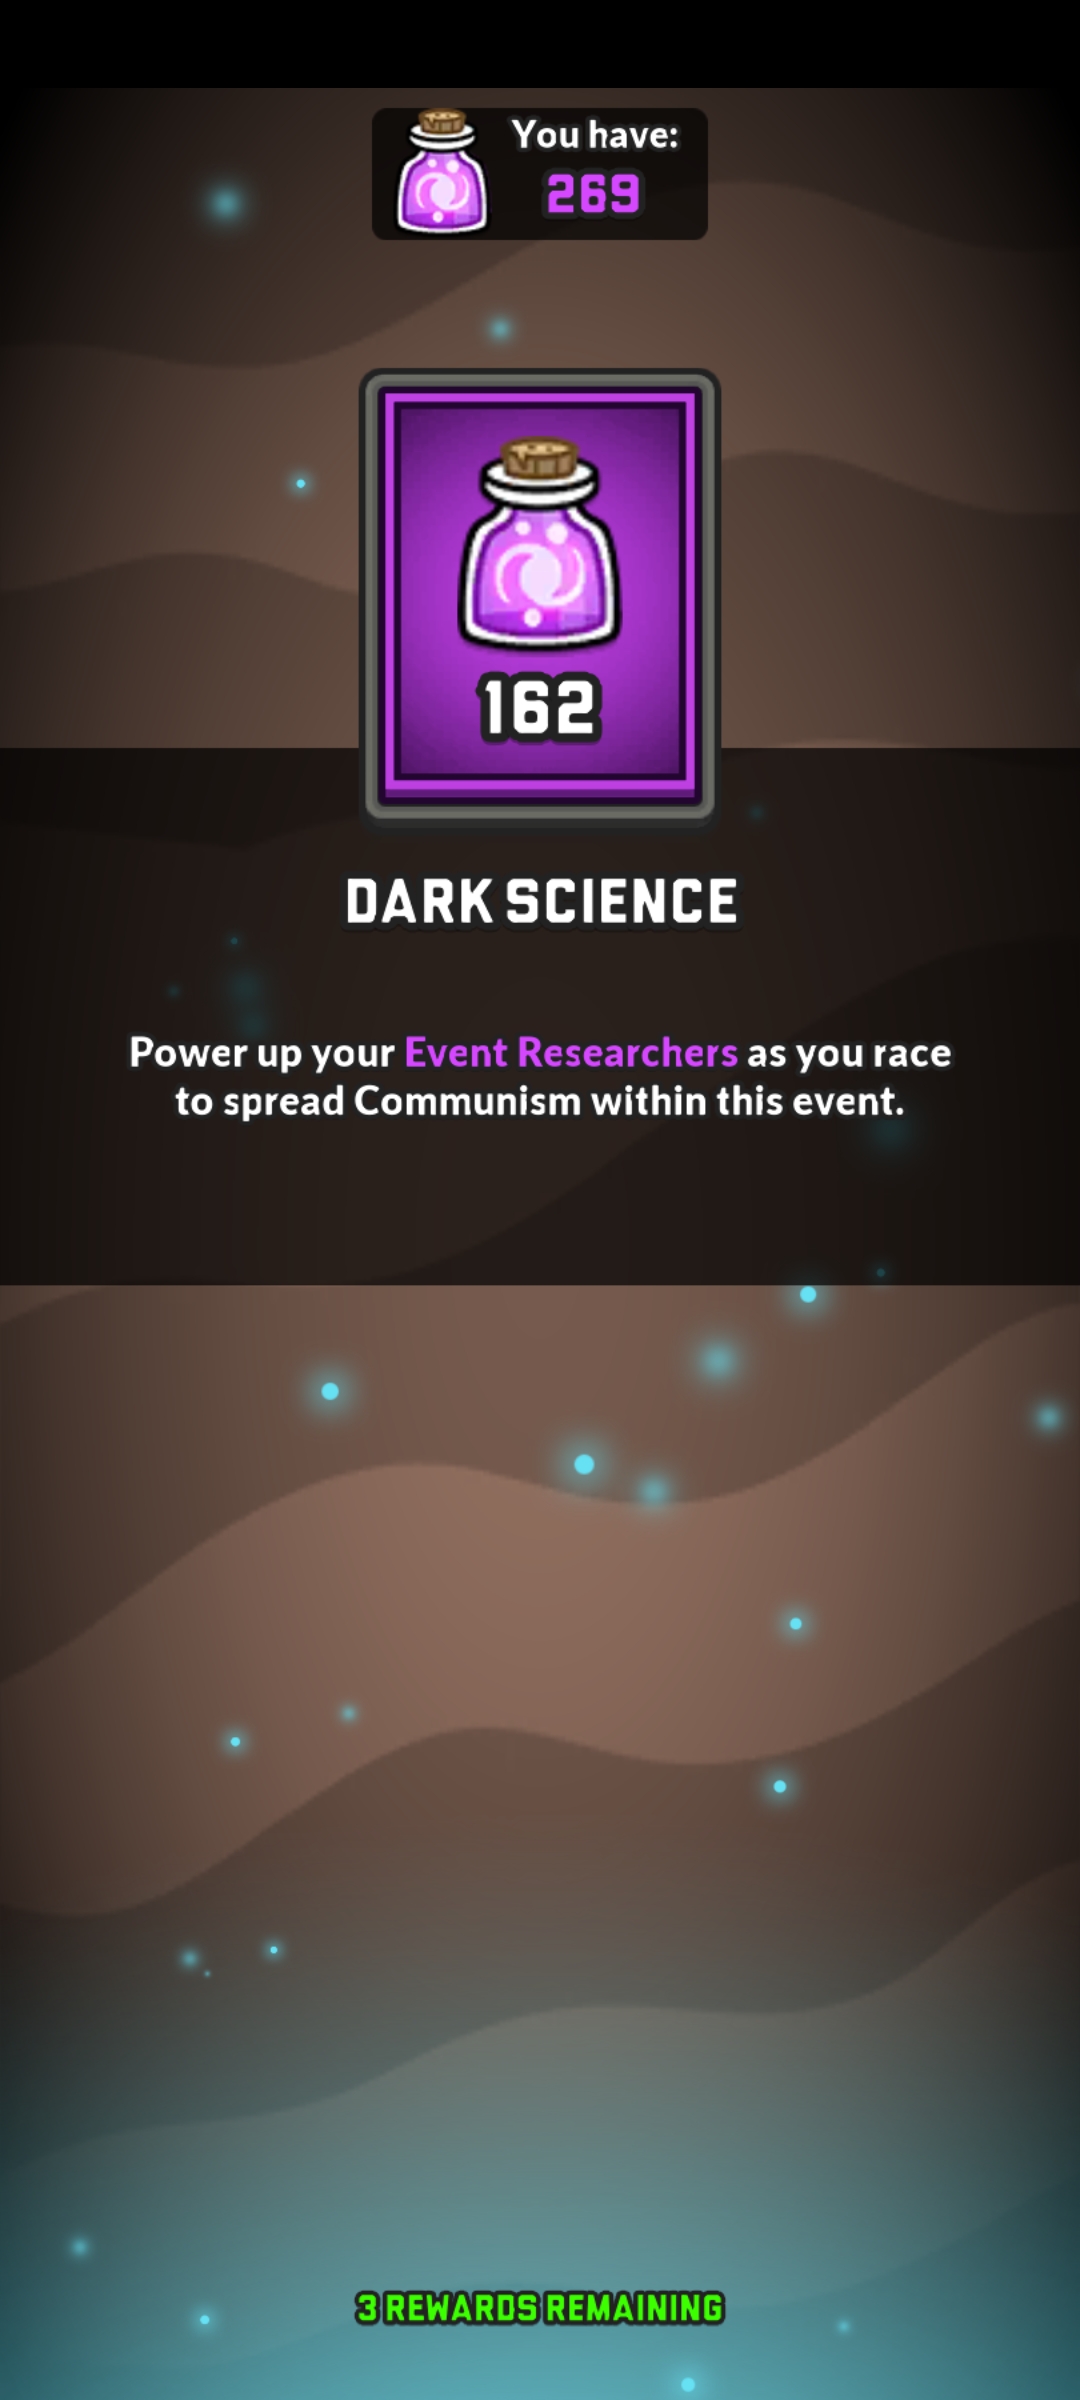 You have:
269
162
DARK SCIENCE
Power up your Event Researchers as you race
to spread Communism within this event.
3 REWARDS REMAINING